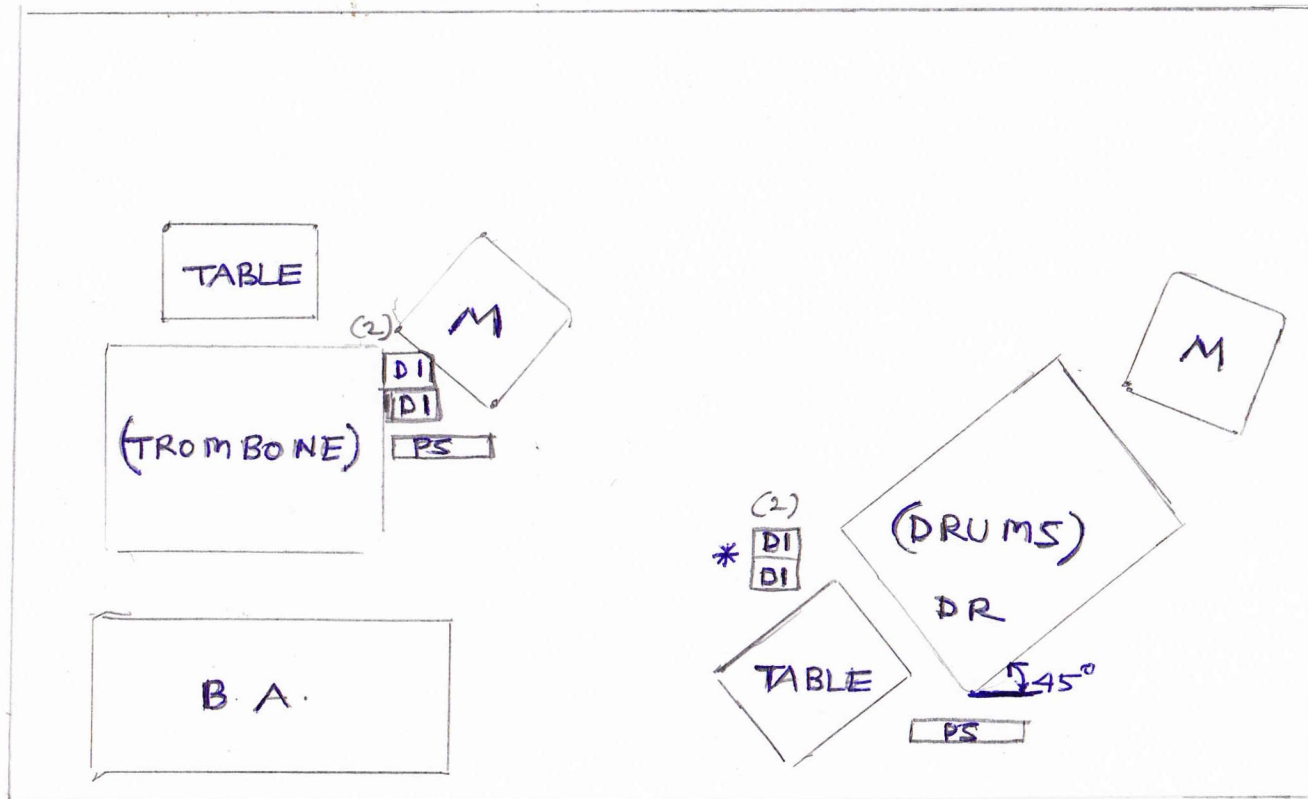 TABLE
M
(2)
DI
DI
(TROMBONE)
PS
B.A.
M
(DRUMS)
DR
(2)
* DI
DI
TABLE
45°
PS